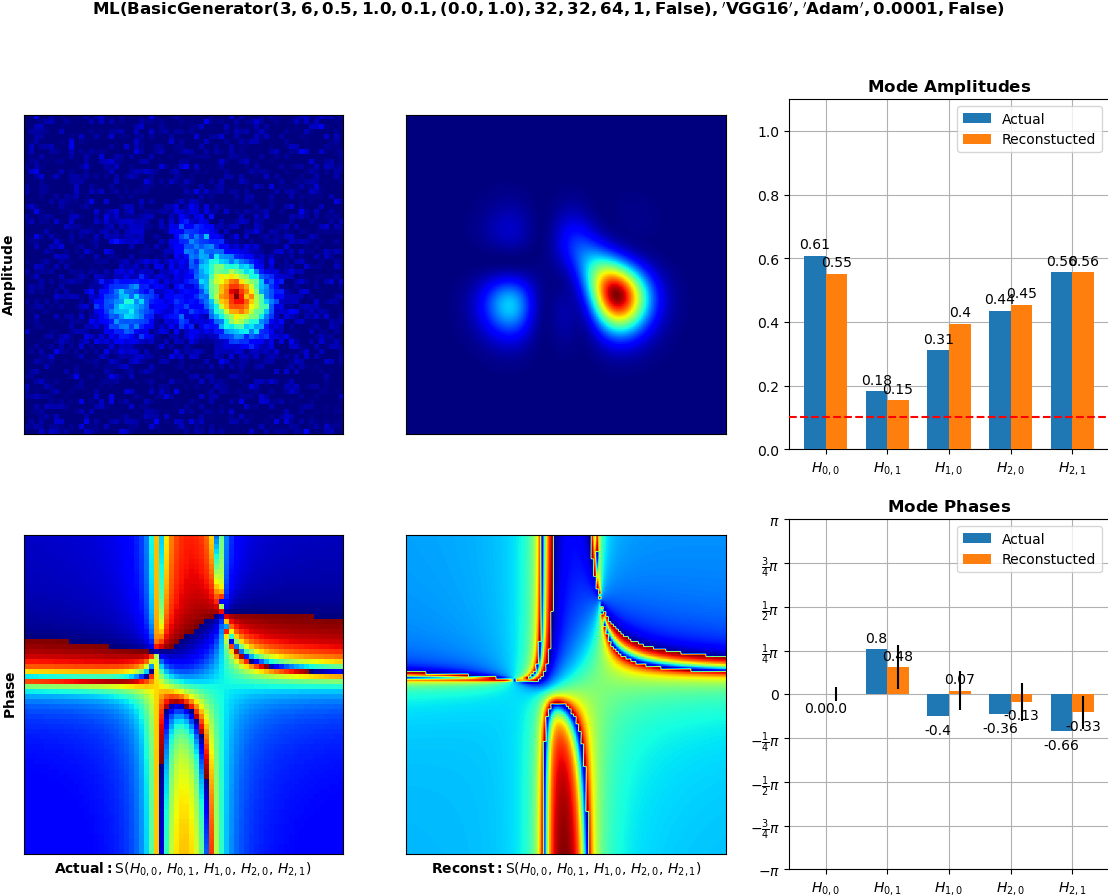 ML(BasicGenerator(3, 6, 0.5, 1.0, 0.1, (0.0, 1.0), 32, 32, 64, 1, False), ′VGG16′, ′Adam′, 0.0001, False)
Amplitude
Mode Amplitudes
Actual
Reconstucted
1.0
0.8
0.6
0.4
0.2
0.0
0.61
0.55
0.18
0.15
0.31
0.4
0.44
0.45
0.56
0.56
H0,0
H0,1
H1,0
H2,0
H2,1
Phase
Actual: S(H0,0, H0,1, H1,0, H2,0, H2,1)
Reconst: S(H0,0, H0,1, H1,0, H2,0, H2,1)
Mode Phases
Actual
Reconstucted
π
3/4π
1/2π
1/4π
0
−1/4π
−1/2π
−3/4π
−π
0.0
0.0
0.8
0.48
-0.4
0.07
-0.36
-0.13
-0.66
-0.33
H0,0
H0,1
H1,0
H2,0
H2,1